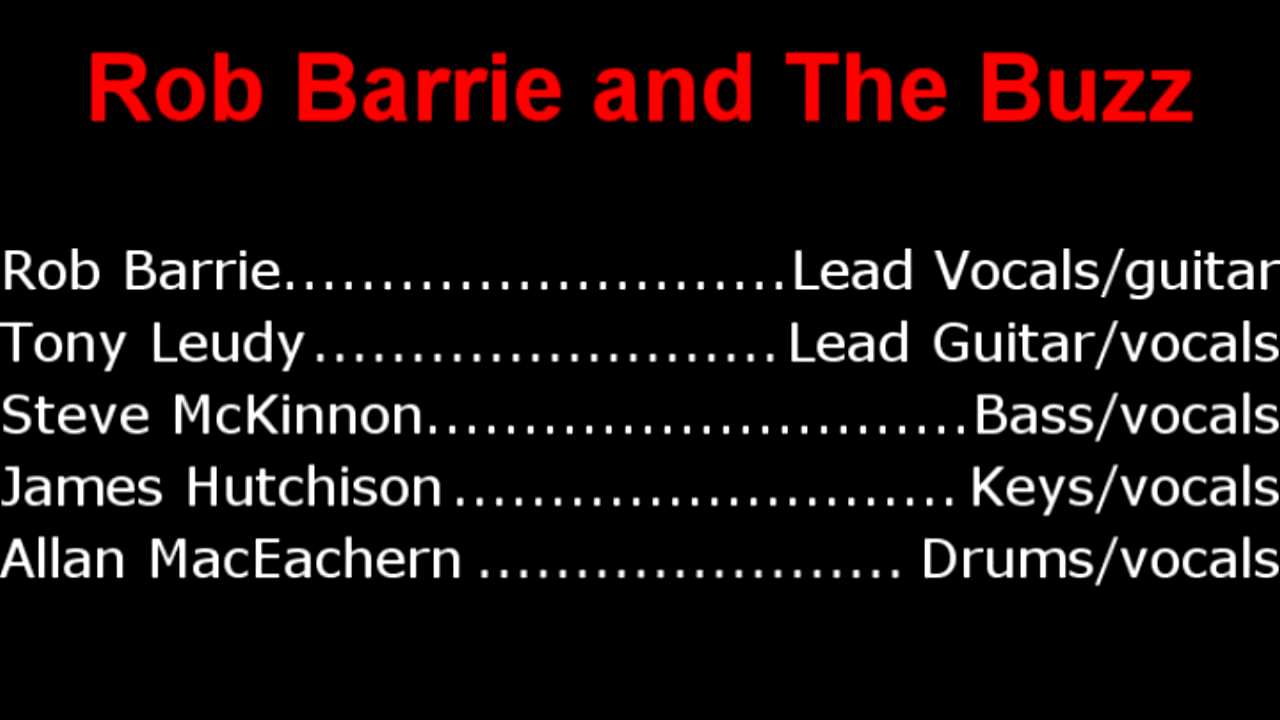 Rob Barrie and The Buzz
Rob Barrie..........................Lead Vocals/guitar
Tony Leudy........................Lead Guitar/vocals
Steve McKinnon............................Bass/vocals
James Hutchison..........................Keys/vocals
Allan MacEachern ...................... Drums/vocals